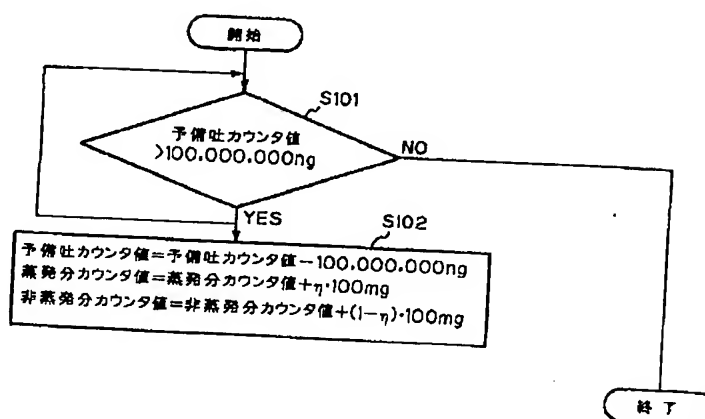 開始
S101
予備吐カウンタ値
>100.000.000ng
NO
YES
S102
予備吐カウンタ値=予備吐カウンタ値-100.000.000ng
蒸発分カウンタ値=蒸発分カウンタ値+η·100mg
非蒸発分カウンタ値=非蒸発分カウンタ値+(1-η)·100mg
終了